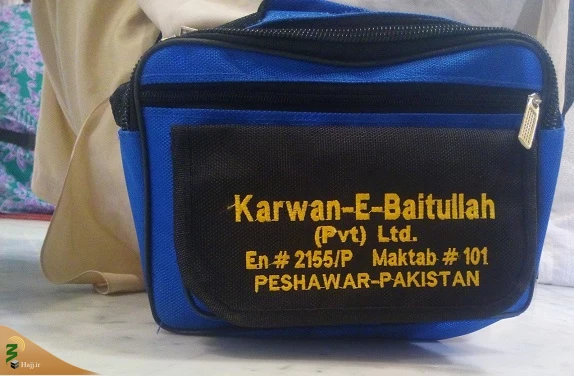 Karwan-E-Baitullah
(Pvt) Ltd.
En # 2155/P Maktab # 101
PESHAWAR-PAKISTAN
Hajj.ir